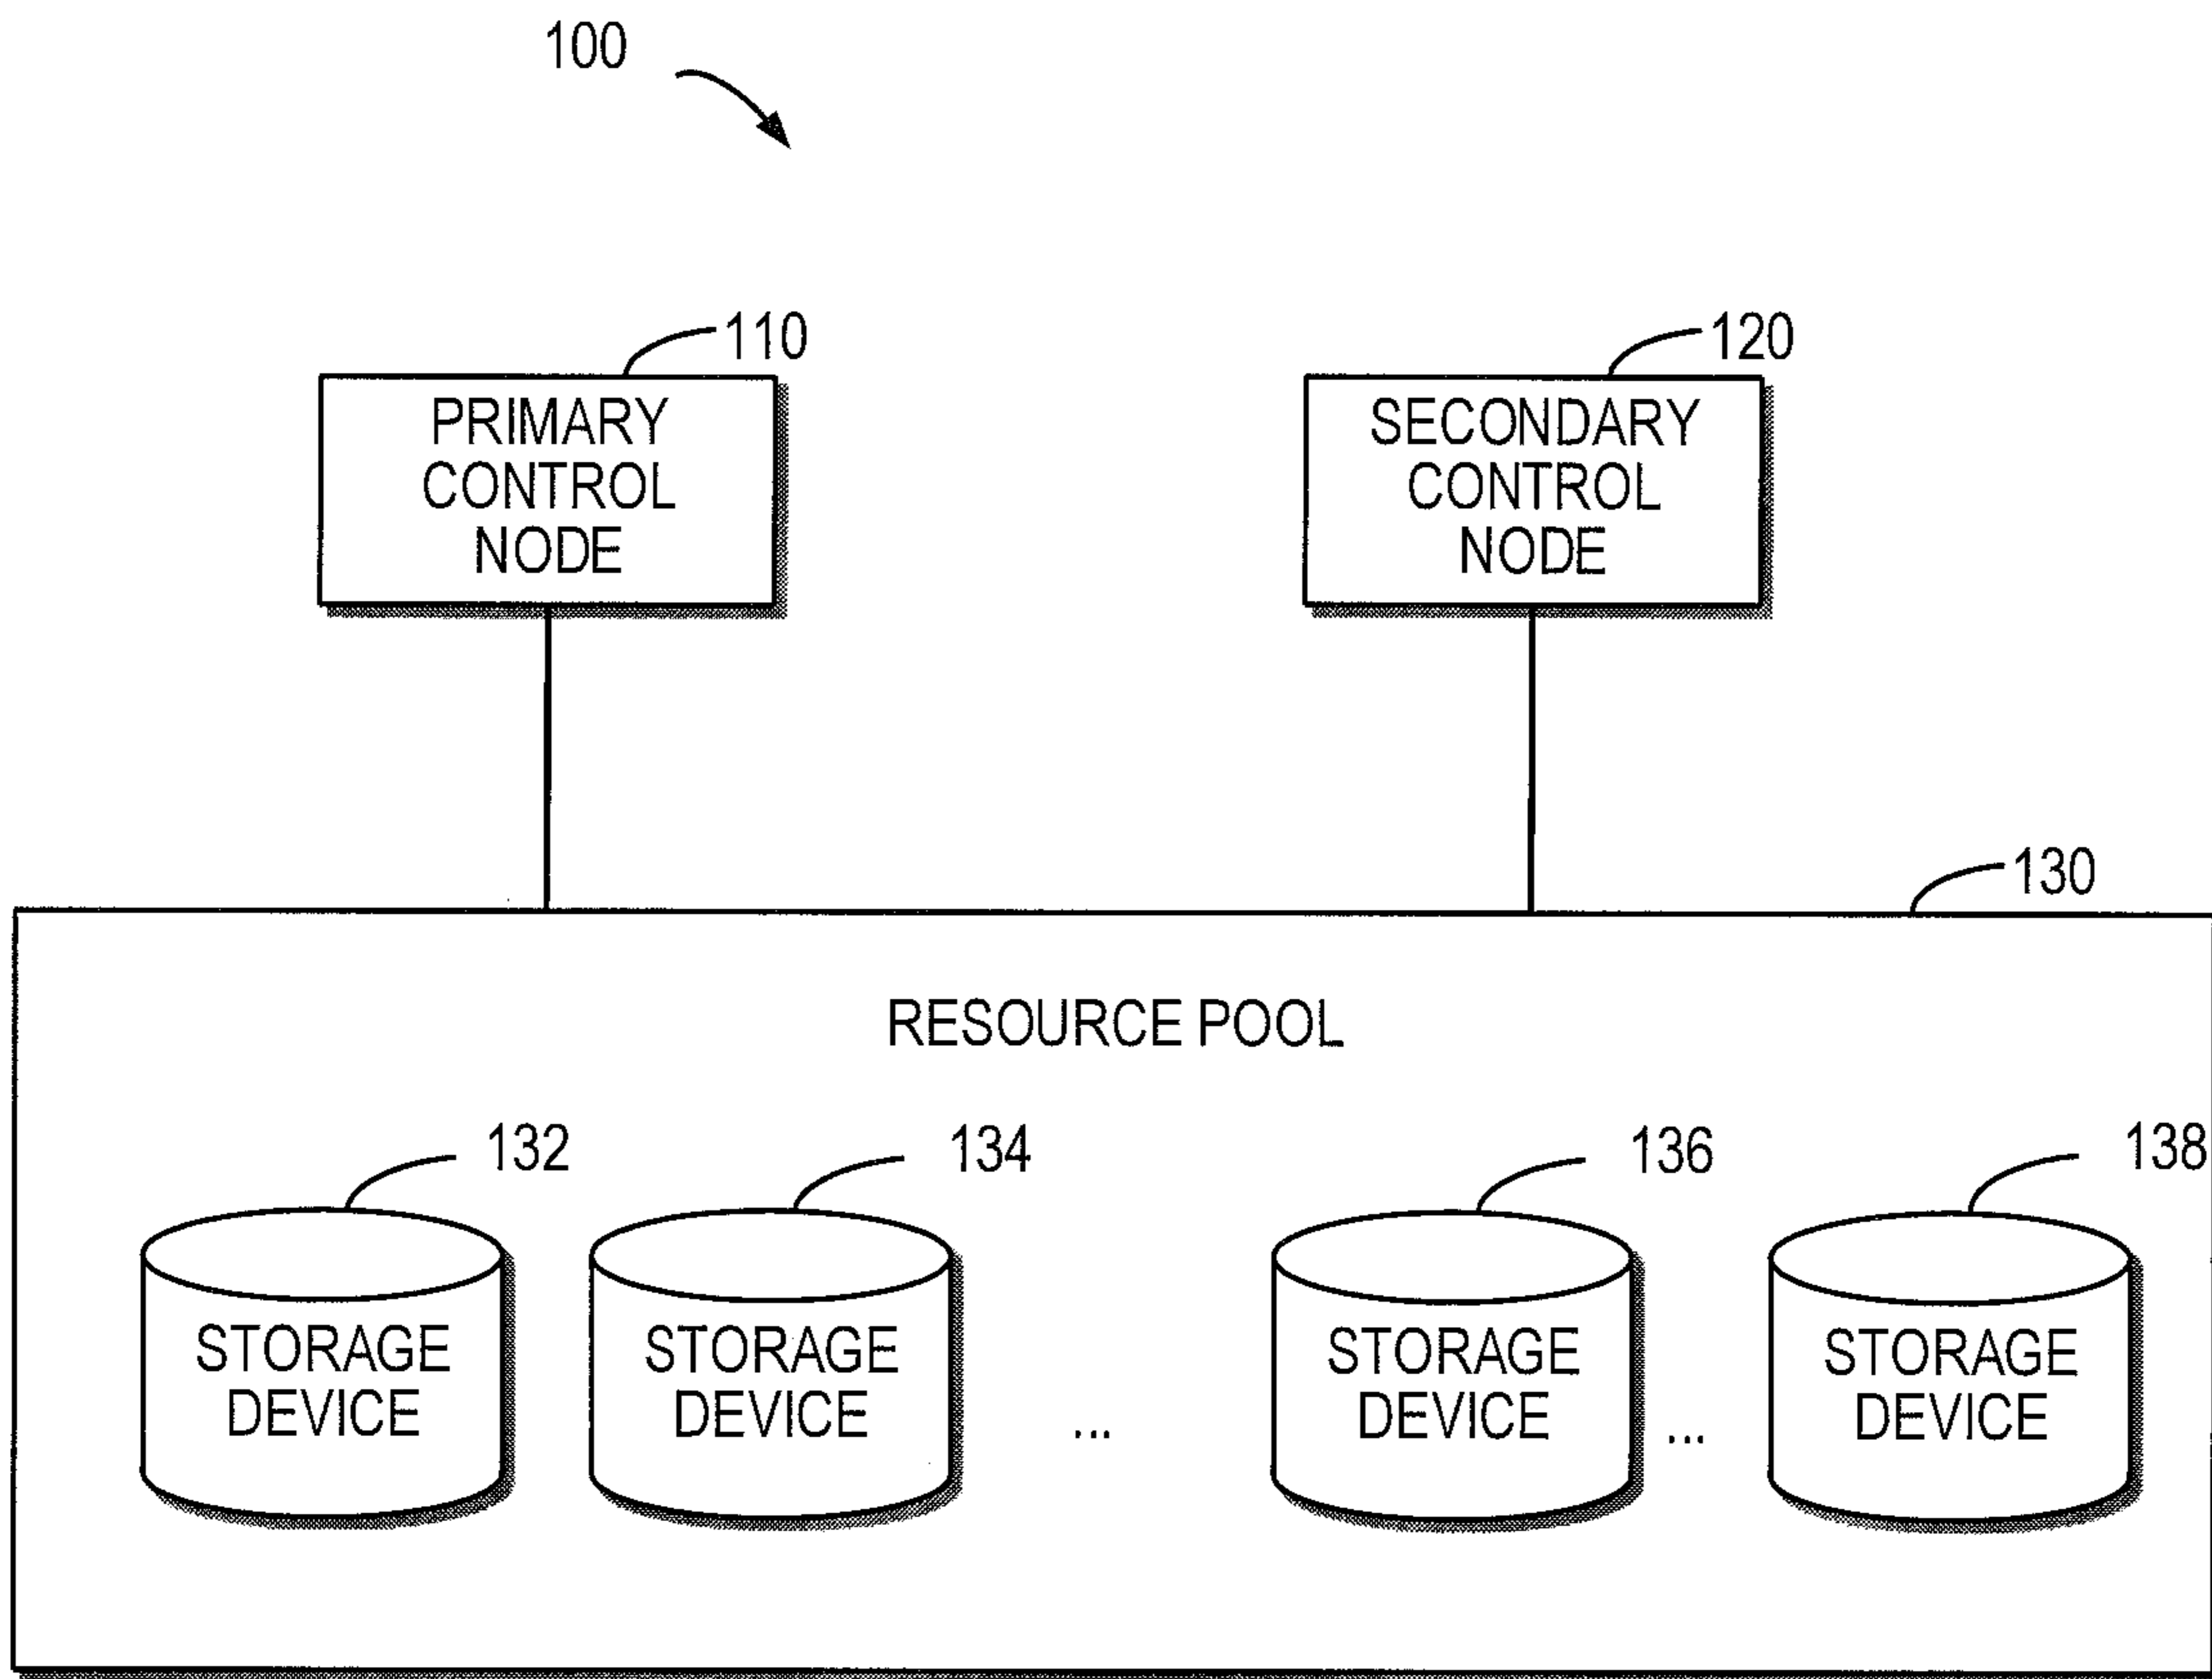 100
110
120
PRIMARY
CONTROL
NODE
SECONDARY
CONTROL
NODE
130
RESOURCE POOL
132
134
136
138
STORAGE
DEVICE
STORAGE
DEVICE
...
STORAGE
DEVICE
...
STORAGE
DEVICE